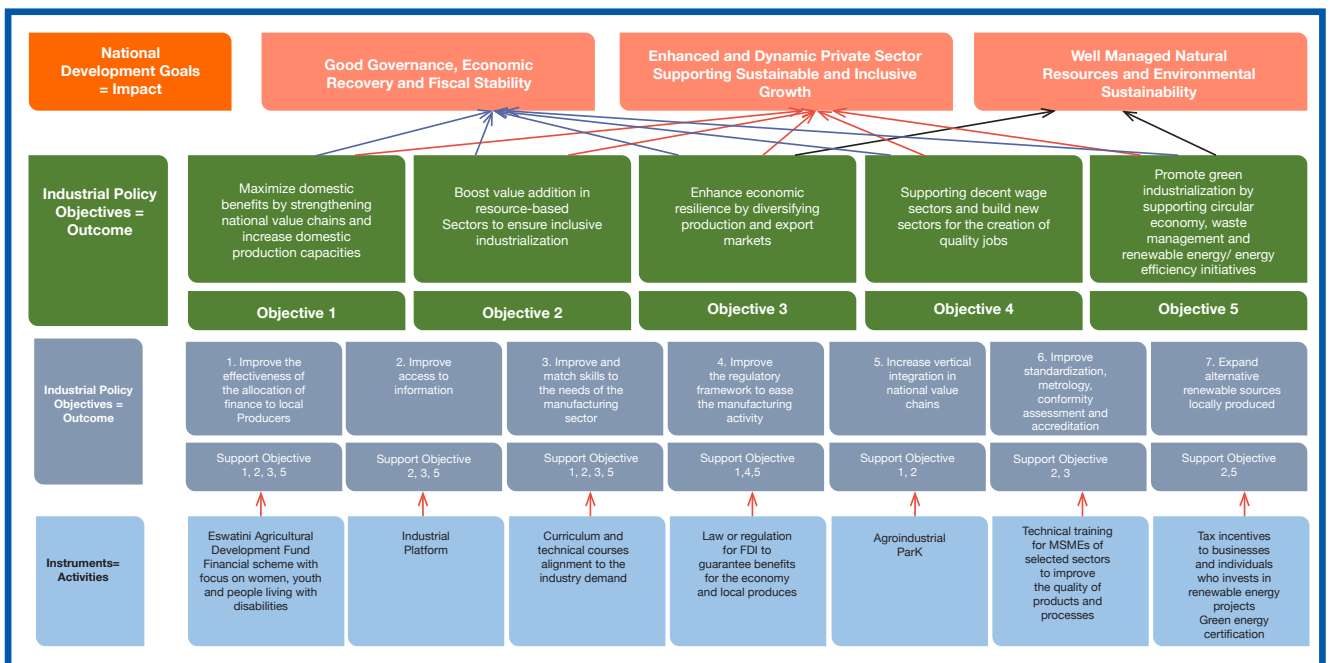 National
Development Goals
= Impact
Good Governance, Economic
Recovery and Fiscal Stability
Enhanced and Dynamic Private Sector
Supporting Sustainable and Inclusive
Growth
Well Managed Natural
Resources and Environmental
Sustainability
Industrial Policy
Objectives =
Outcome
Maximize domestic
benefits by strengthening
national value chains and
increase domestic
production capacities
Boost value addition in
resource-based
Sectors to ensure inclusive
industrialization
Enhance economic
resilience by diversifying
production and export
markets
Supporting decent wage
sectors and build new
sectors for the creation of
quality jobs
Promote green
industrialization by
supporting circular
economy, waste
management and
renewable energy/ energy
efficiency initiatives
Objective 1
Objective 2
Objective 3
Objective 4
Objective 5
Industrial Policy
Objectives =
Outcome
1. Improve the
effectiveness of
the allocation of
finance to local
Producers
2. Improve
access to
information
3. Improve and
match skills to
the needs of the
manufacturing
sector
4. Improve
the regulatory
framework to ease
the manufacturing
activity
5. Increase vertical
integration in
national value
chains
6. Improve
standardization,
metrology,
conformity
assessment and
accreditation
7. Expand
alternative
renewable sources
locally produced
Support Objective
1, 2, 3, 5
Support Objective
2, 3, 5
Support Objective
1, 2, 3, 5
Support Objective
1,4,5
Support Objective
1, 2
Support Objective
2, 3
Support Objective
2,5
Instruments=
Activities
Eswatini Agricultural
Development Fund
Financial scheme with
focus on women, youth
and people living with
disabilities
Industrial
Platform
Curriculum and
technical courses
alignment to the
industry demand
Law or regulation
for FDI to
guarantee benefits
for the economy
and local produces
Agroindustrial
ParK
Technical training
for MSMEs of
selected sectors
to improve
the quality of
products and
processes
Tax incentives
to businesses
and individuals
who invests in
renewable energy
projects
Green energy
certification